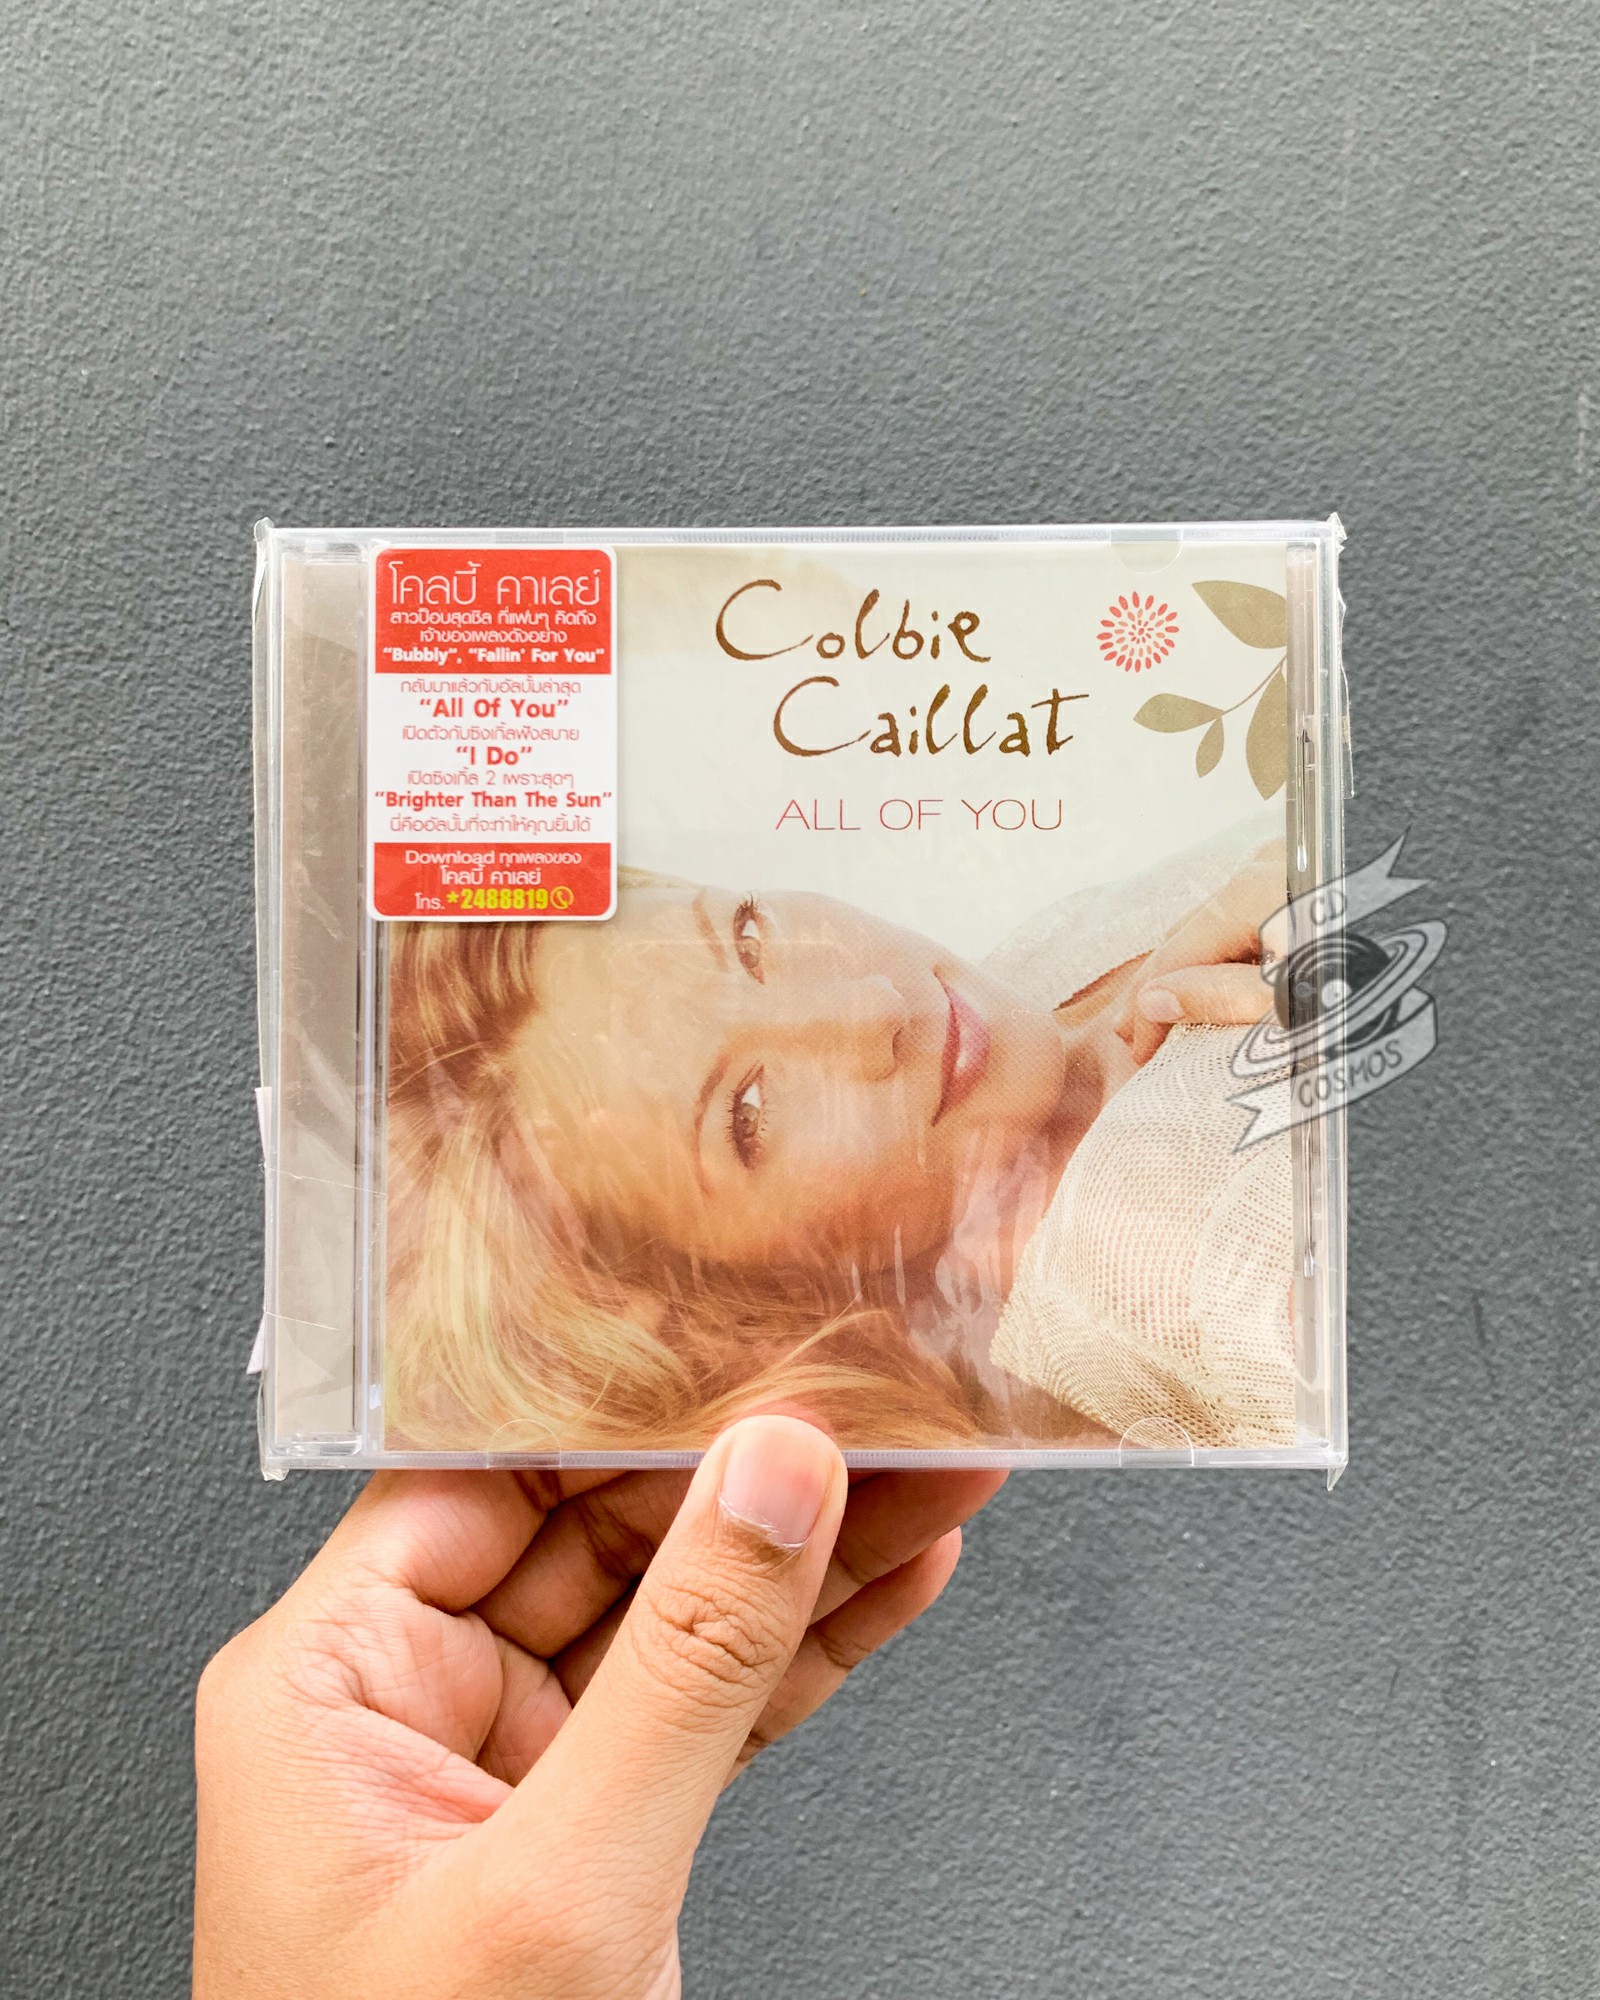 โคลบี้ คาเลย์
สาวป๊อบสุดชิล ที่แฟนๆ คิดถึง
เจ้าของเพลงดังอย่าง
“Bubbly”, “Fallin' For You”
กลับมาแล้วกับอัลบั้มล่าสุด
“All Of You”
เปิดตัวกับซิงเกิ้ลฟังสบาย
“I Do”
เปิดซิงเกิ้ล 2 เพราะสุดๆ
“Brighter Than The Sun”
นี่คืออัลบั้มที่จะทำให้คุณยิ้มได้
Download ทุกเพลงของ
โคลบี้ คาเลย์
โทร.*2488819
Colbie
Caillat
ALL OF YOU
CD
COSMOS